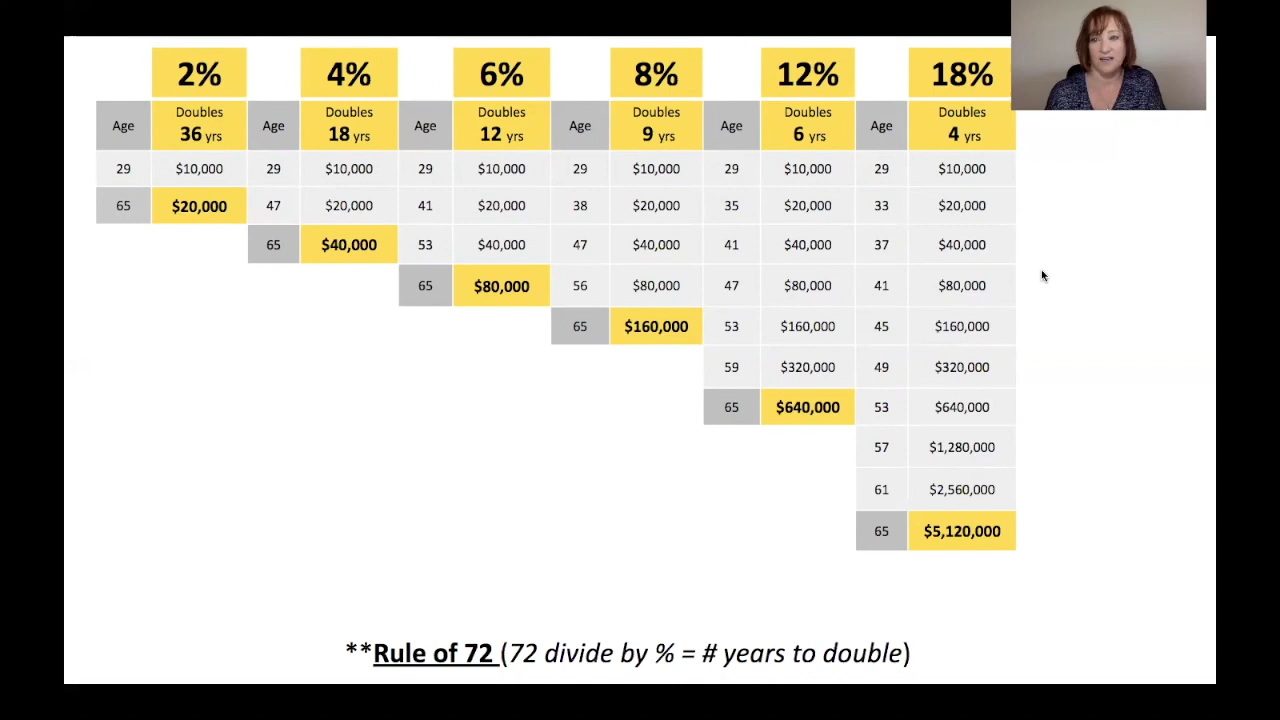 2% 4% 6% 8% 12% 18%
Age Doubles 36 yrs Age Doubles 18 yrs Age Doubles 12 yrs Age Doubles 9 yrs Age Doubles 6 yrs Age Doubles 4 yrs
29 $10,000 29 $10,000 29 $10,000 29 $10,000 29 $10,000 29 $10,000
65 $20,000 47 $20,000 41 $20,000 38 $20,000 35 $20,000 33 $20,000
65 $40,000 53 $40,000 47 $40,000 41 $40,000 37 $40,000
65 $80,000 56 $80,000 47 $80,000 41 $80,000
65 $160,000 53 $160,000 45 $160,000
59 $320,000 49 $320,000
65 $640,000 53 $640,000
57 $1,280,000
61 $2,560,000
65 $5,120,000
**Rule of 72 (72 divide by % = # years to double)